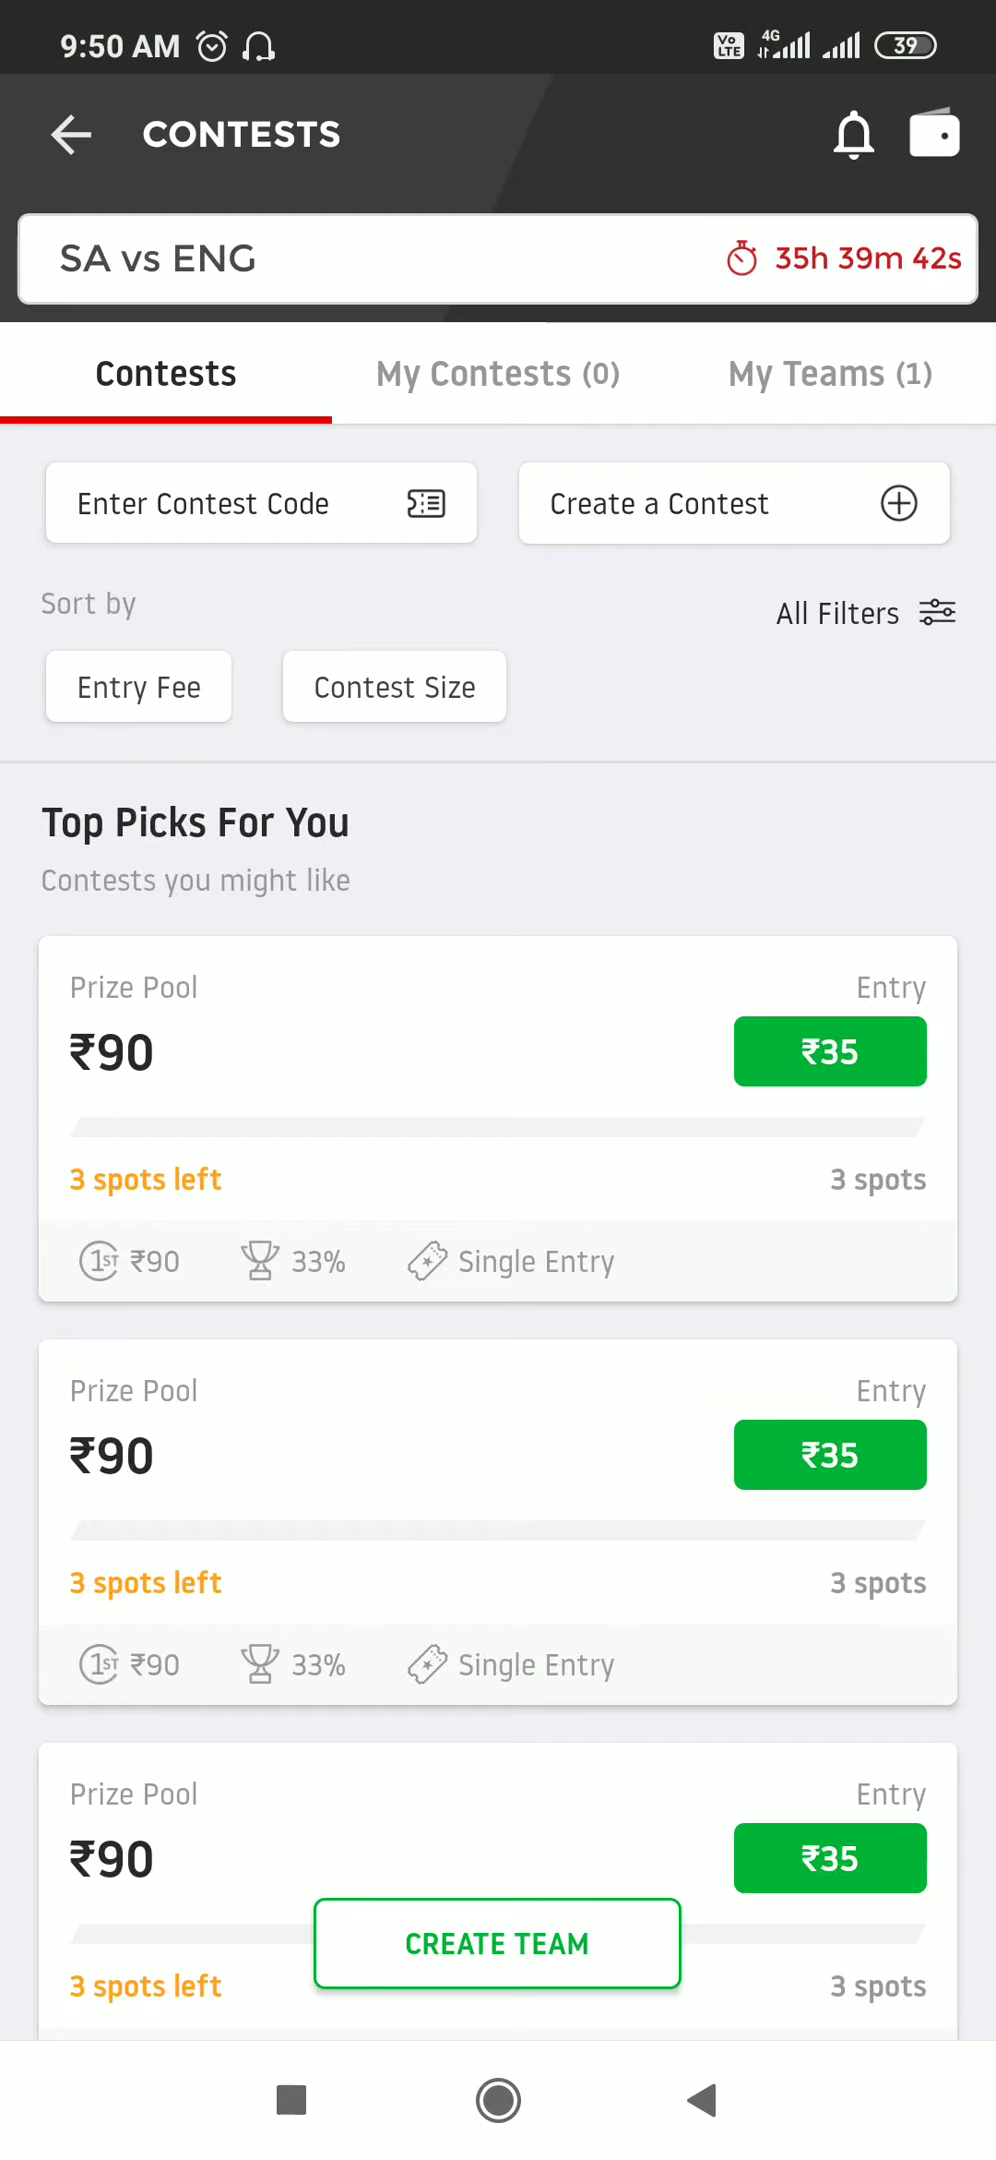 9:50 AM
Vo LTE 4G 39
CONTESTS
SA vs ENG 35h 39m 42s
Contests My Contests (0) My Teams (1)
Enter Contest Code Create a Contest
Sort by All Filters
Entry Fee Contest Size
Top Picks For You
Contests you might like
Prize Pool Entry
₹90 ₹35
3 spots left 3 spots
1ST ₹90 33% Single Entry
Prize Pool Entry
₹90 ₹35
3 spots left 3 spots
1ST ₹90 33% Single Entry
Prize Pool Entry
₹90 ₹35
CREATE TEAM
3 spots left 3 spots